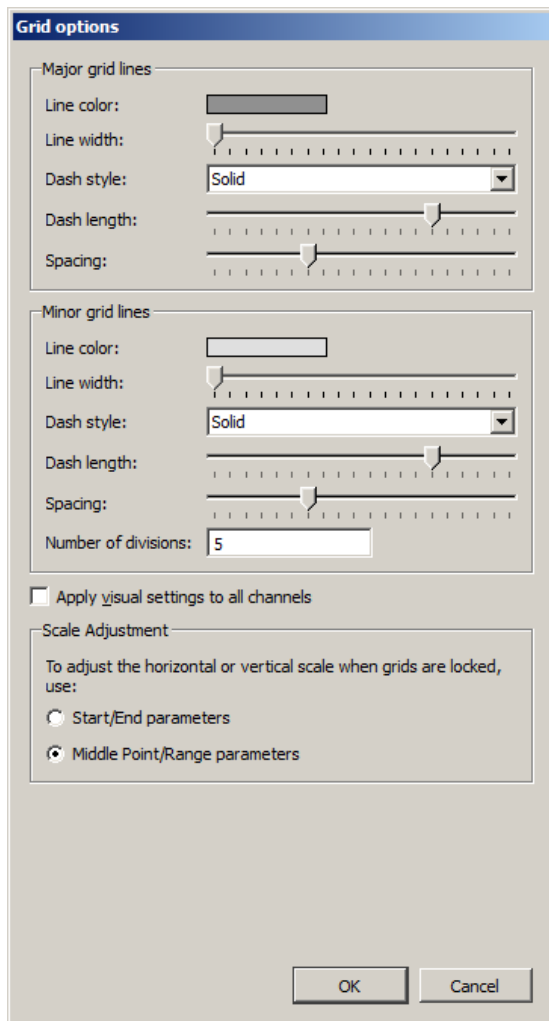 Grid options
Major grid lines
Line color:
Line width:
Dash style:
Solid
Dash length:
Spacing:
Minor grid lines
Line color:
Line width:
Dash style:
Solid
Dash length:
Spacing:
Number of divisions:
5
Apply visual settings to all channels
Scale Adjustment
To adjust the horizontal or vertical scale when grids are locked,
use:
Start/End parameters
Middle Point/Range parameters
OK
Cancel